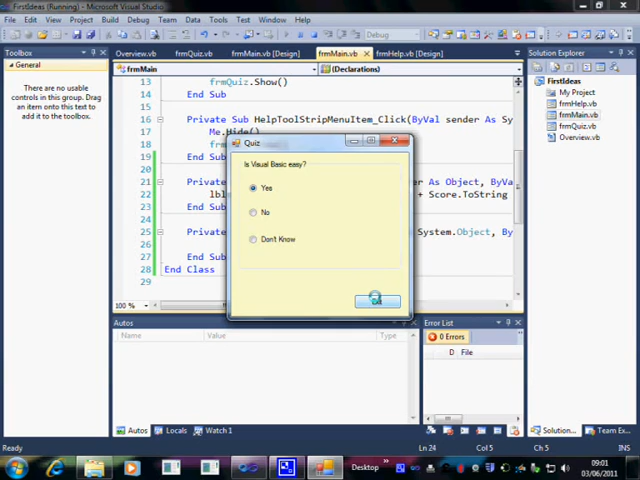 FirstIdeas (Running) - Microsoft Visual Studio
File Edit View Project Build Debug Team Data Tools Test Window Help
Debug
Toolbox
General
There are no usable
controls in this group. Drag
an item onto this text to
add it to the toolbox.
Overview.vb frmQuiz.vb frmMain.vb [Design] frmMain.vb frmHelp.vb [Design]
frmMain (Declarations)
13 frmQuiz.Show()
14 End Sub
16 Private Sub HelpToolStripMenuItem_Click(ByVal sender As Sy
17 Me.Hide()
18
19 End Sub
21 Private er As Object, ByVa
22 + Score.ToString
23 End Sub
25 Private System.Object, B
26
27 End Sub
28 End Class
29
100 %
Quiz
Is Visual Basic easy?
Yes
No
Don't Know
Solution Explorer
FirstIdeas
My Project
frmHelp.vb
frmMain.vb
frmQuiz.vb
Overview.vb
Autos
Name Value Type
Autos Locals Watch 1
Error List
0 Errors
D File
Solution... Team Ex...
Ready Ln 24 Col 5 Ch 5
Desktop
09:01
03/06/2011